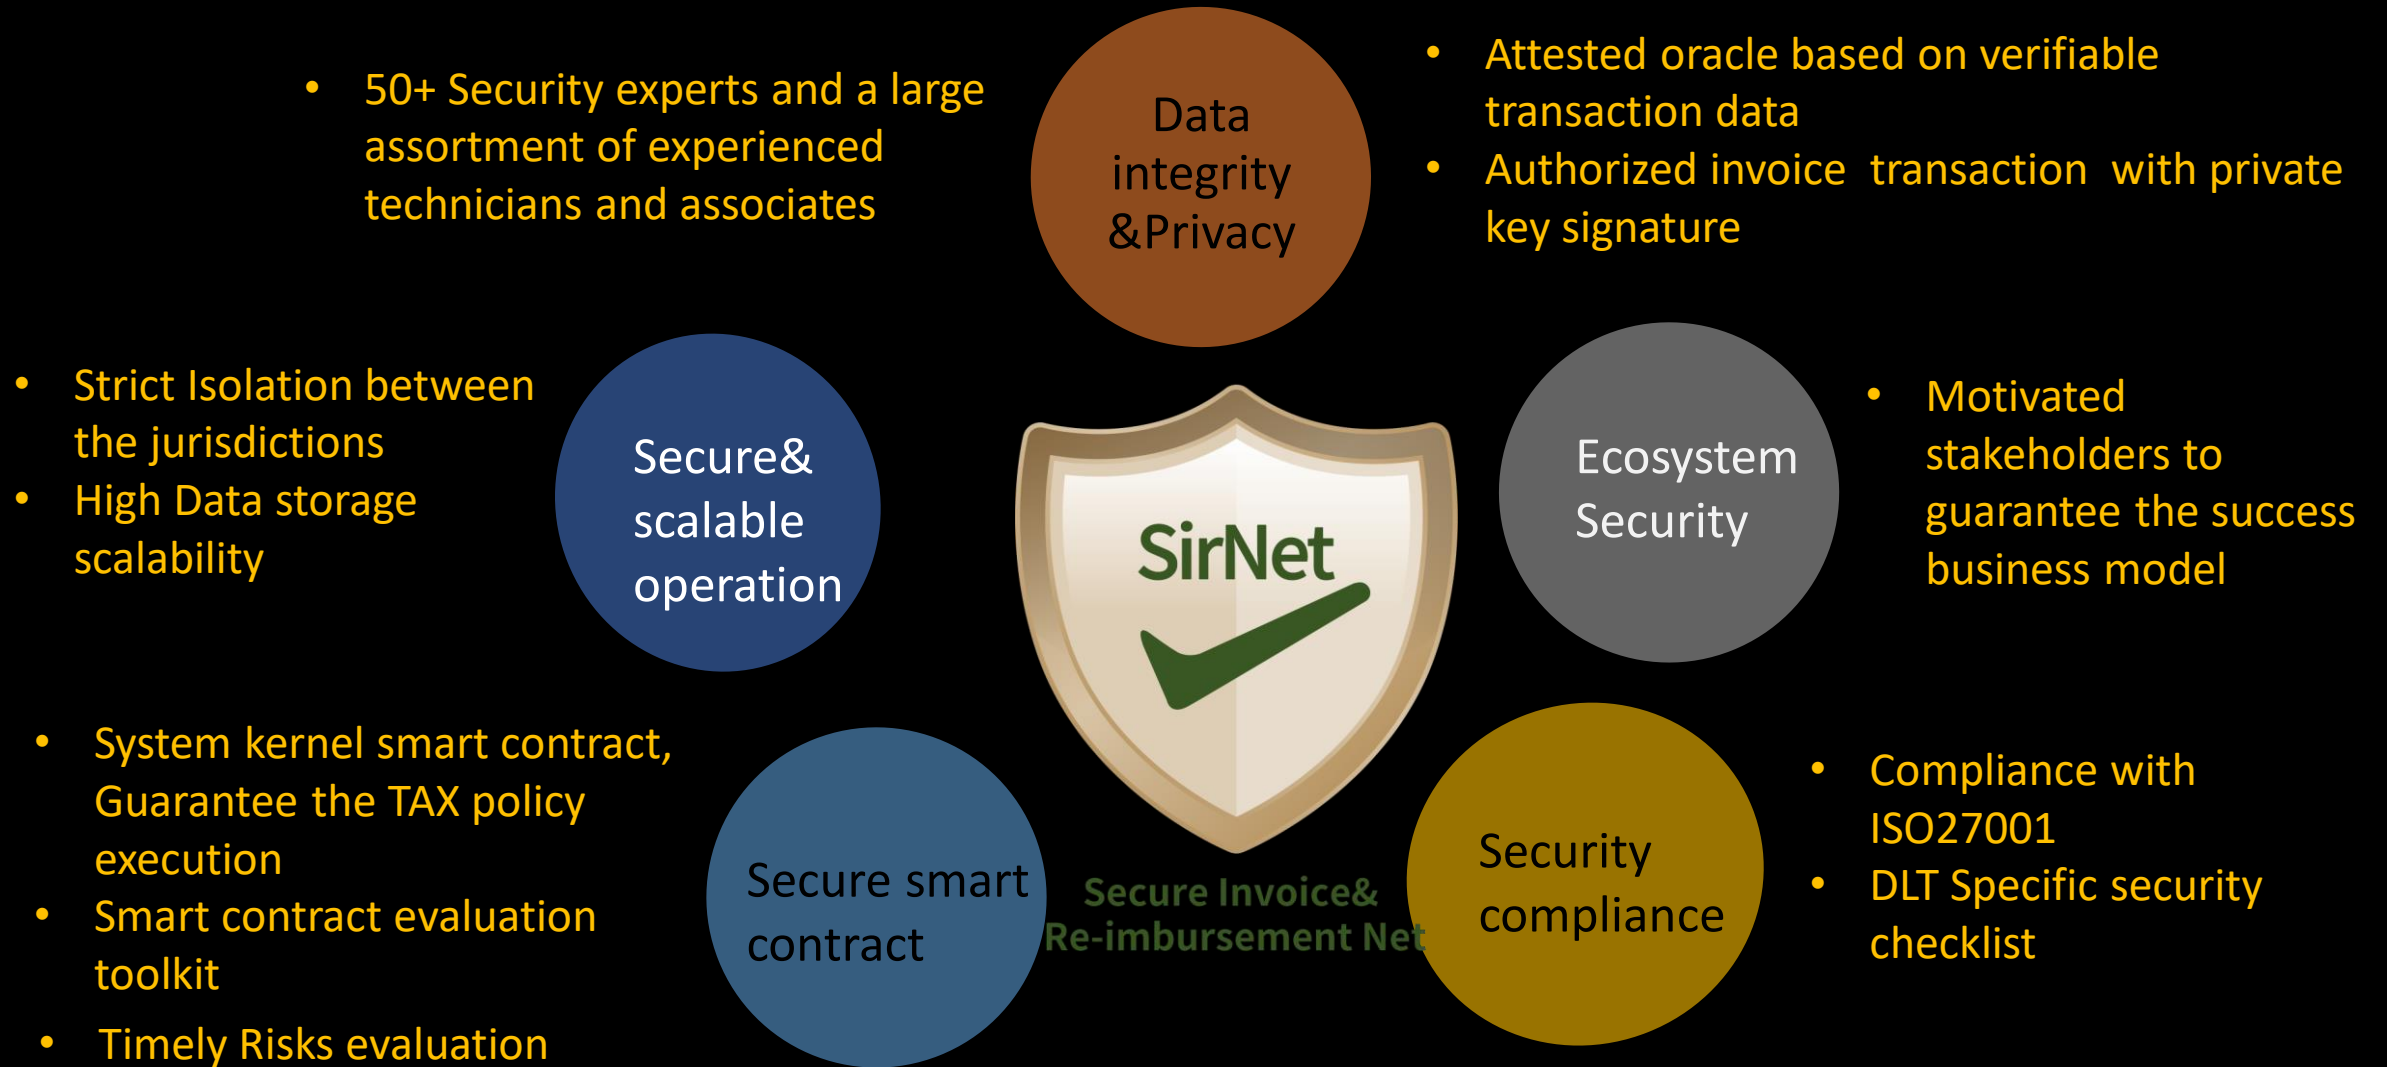 • 50+ Security experts and a large
assortment of experienced
technicians and associates
Data
integrity
&Privacy
• Attested oracle based on verifiable
transaction data
• Authorized invoice transaction with private
key signature
• Strict Isolation between
the jurisdictions
• High Data storage
scalability
Secure&
scalable
operation
SirNet
Ecosystem
Security
• Motivated
stakeholders to
guarantee the success
business model
• System kernel smart contract,
Guarantee the TAX policy
execution
• Smart contract evaluation
toolkit
• Timely Risks evaluation
Secure smart
contract
Secure Invoice&
Re-imbursement Net
Security
compliance
• Compliance with
ISO27001
• DLT Specific security
checklist